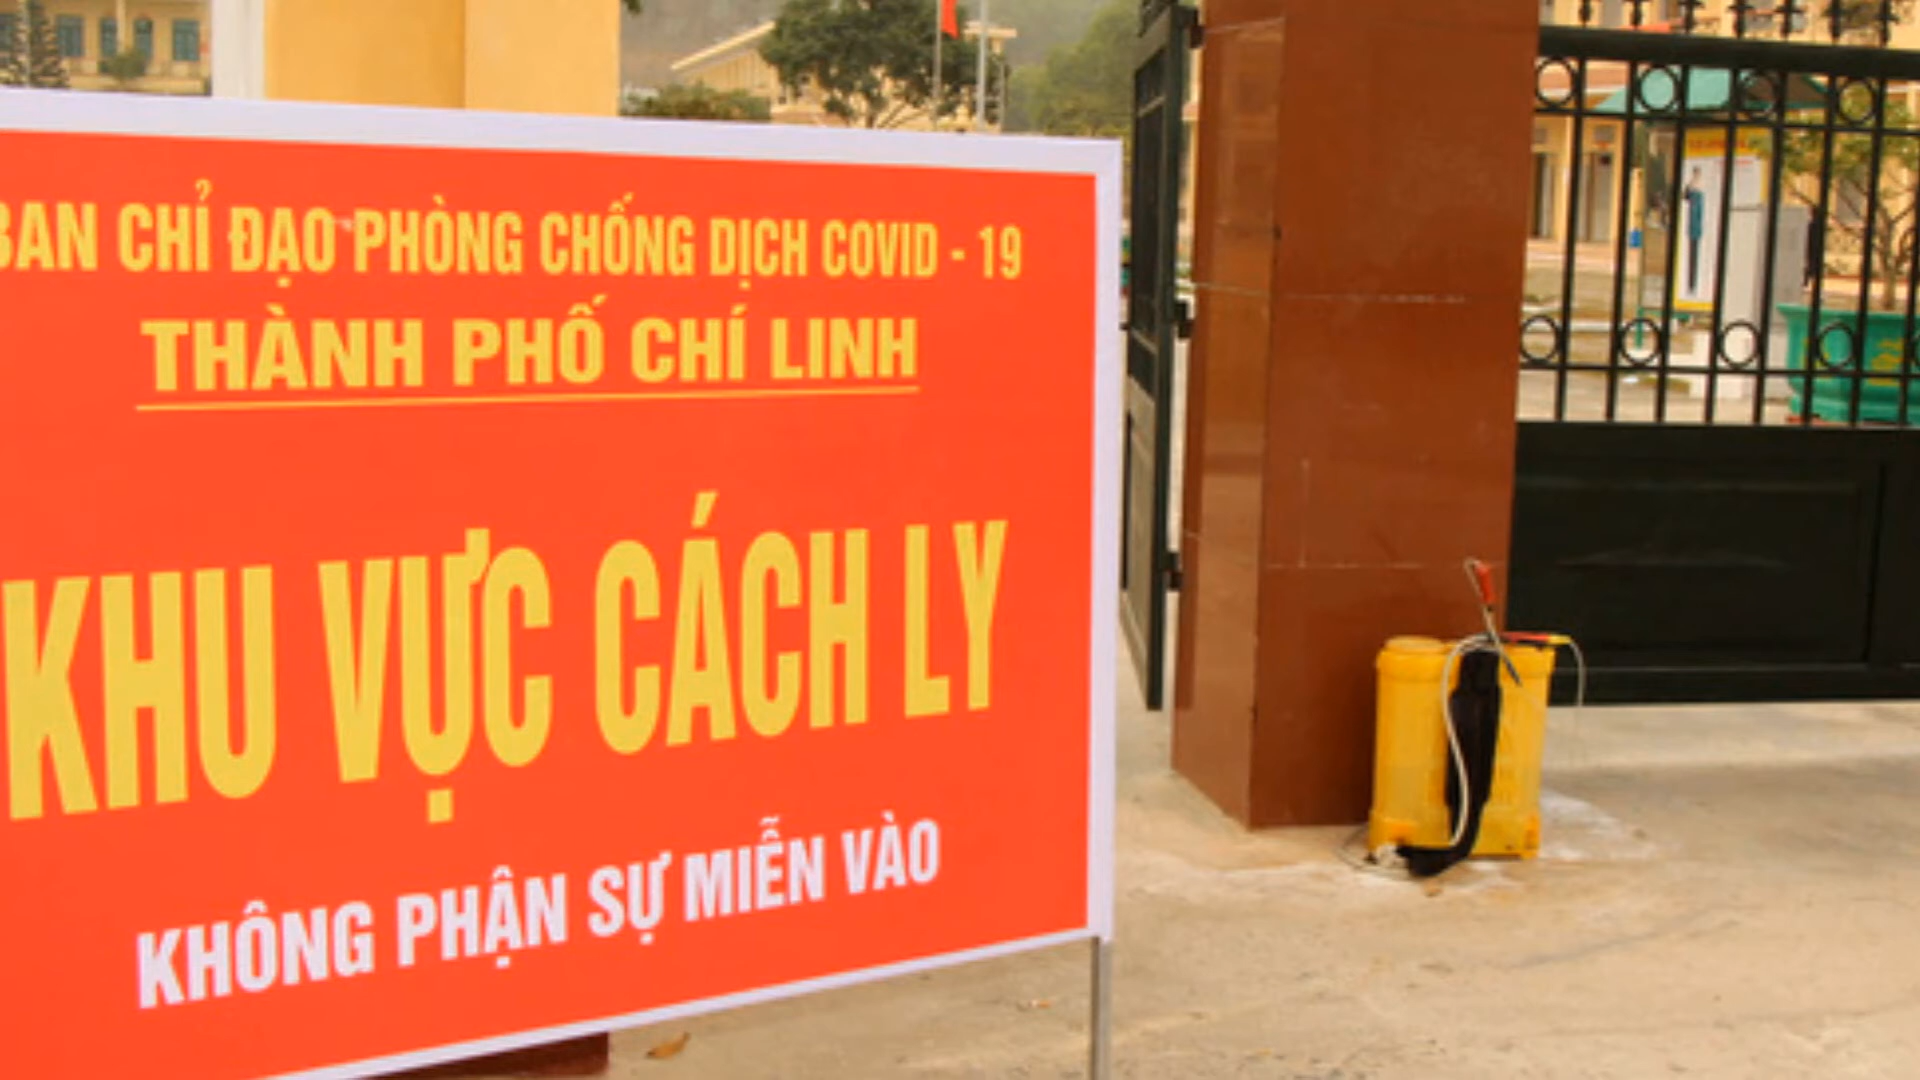 BAN CHỈ ĐẠO PHÒNG CHỐNG DỊCH COVID - 19
THÀNH PHỐ CHÍ LINH
KHU VỰC CÁCH LY
KHÔNG PHẬN SỰ MIỄN VÀO